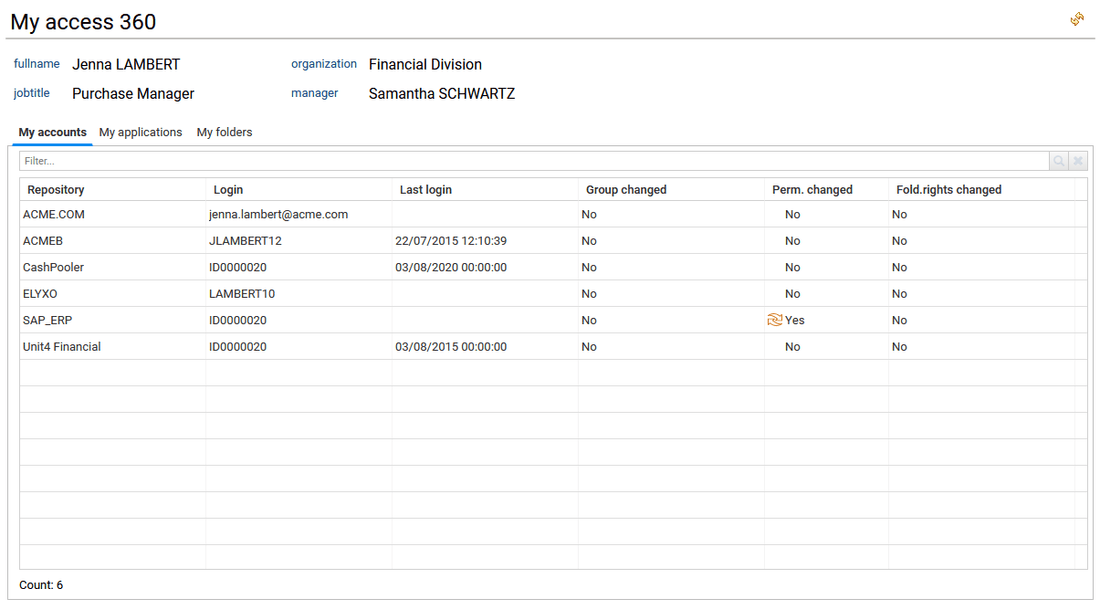 My access 360
fullname Jenna LAMBERT organization Financial Division
jobtitle Purchase Manager manager Samantha SCHWARTZ
My accounts My applications My folders
Filter...
Repository Login Last login Group changed Perm. changed Fold.rights changed
ACME.COM jenna.lambert@acme.com No No No
ACMEB JLAMBERT12 22/07/2015 12:10:39 No No No
CashPooler ID0000020 03/08/2020 00:00:00 No No No
ELYXO LAMBERT10 No No No
SAP_ERP ID0000020 No Yes No
Unit4 Financial ID0000020 03/08/2015 00:00:00 No No No
Count: 6